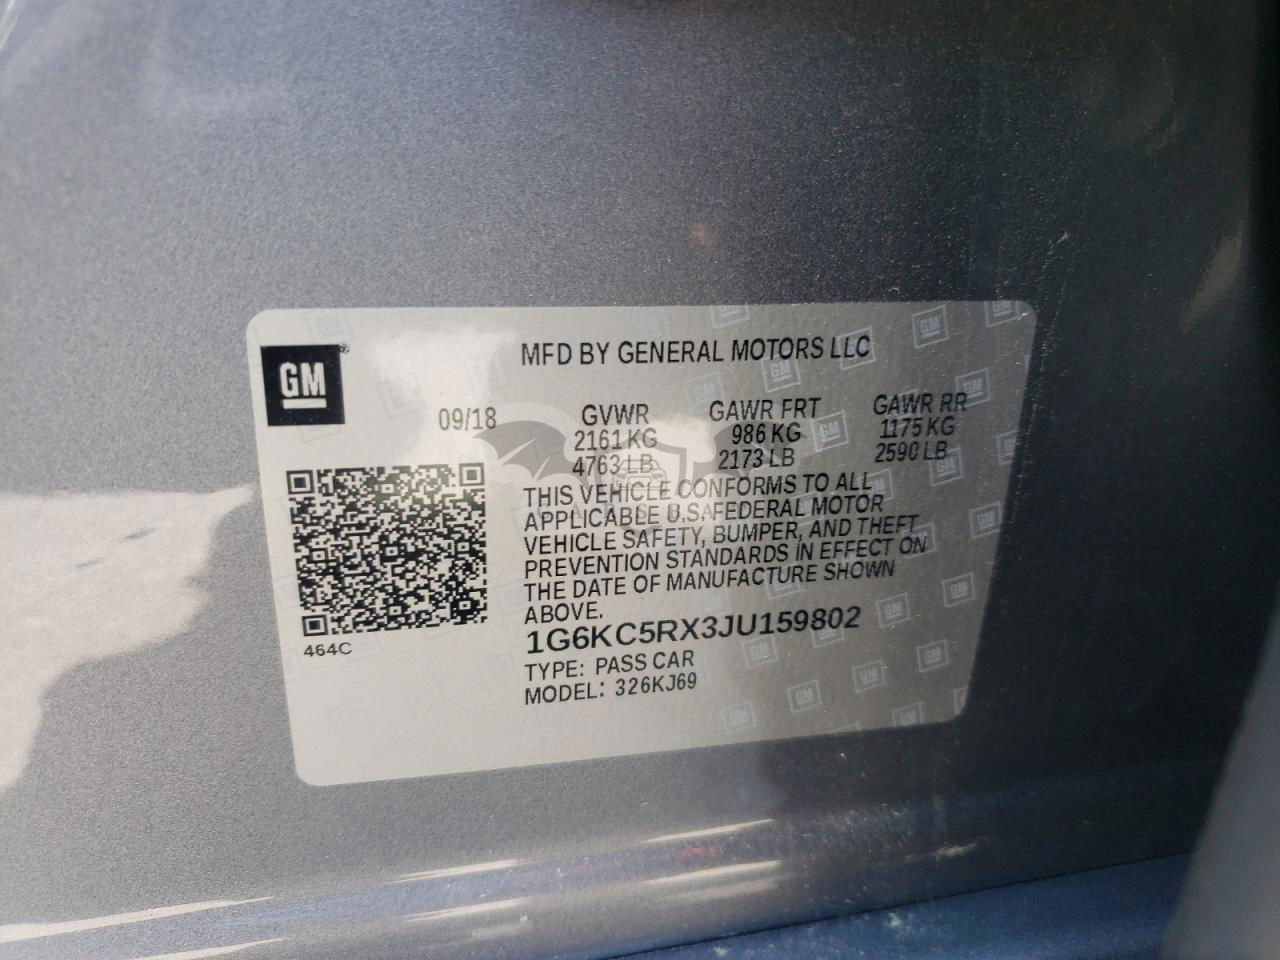 GM
MFD BY GENERAL MOTORS LLC
09/18 GVWR GAWR FRT GAWR RR
2161 KG 986 KG 1175 KG
4763 LB 2173 LB 2590 LB
THIS VEHICLE CONFORMS TO ALL
APPLICABLE U.S. FEDERAL MOTOR
VEHICLE SAFETY, BUMPER, AND THEFT
PREVENTION STANDARDS IN EFFECT ON
THE DATE OF MANUFACTURE SHOWN
ABOVE.
1G6KC5RX3JU159802
TYPE: PASS CAR
MODEL: 326KJ69
464C